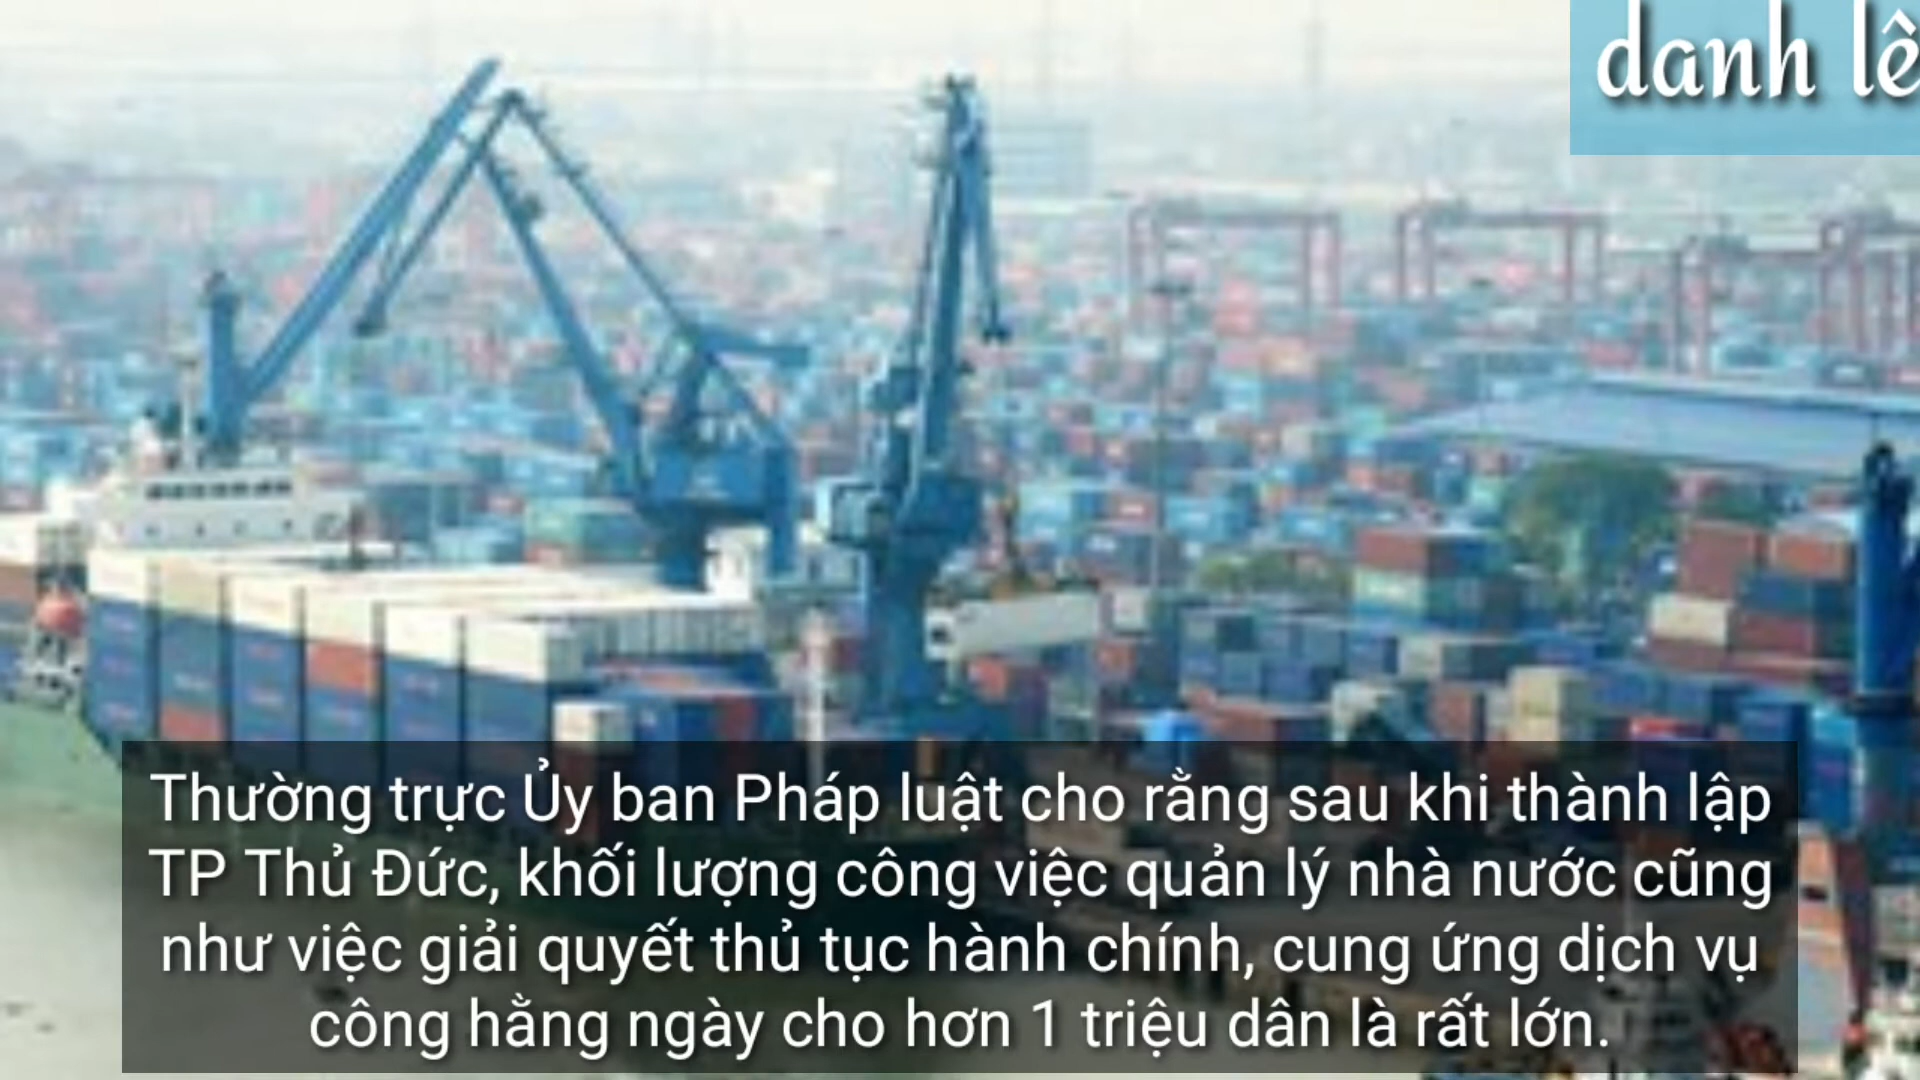 danh lê
Thường trực Ủy ban Pháp luật cho rằng sau khi thành lập
TP Thủ Đức, khối lượng công việc quản lý nhà nước cũng
như việc giải quyết thủ tục hành chính, cung ứng dịch vụ
công hằng ngày cho hơn 1 triệu dân là rất lớn.